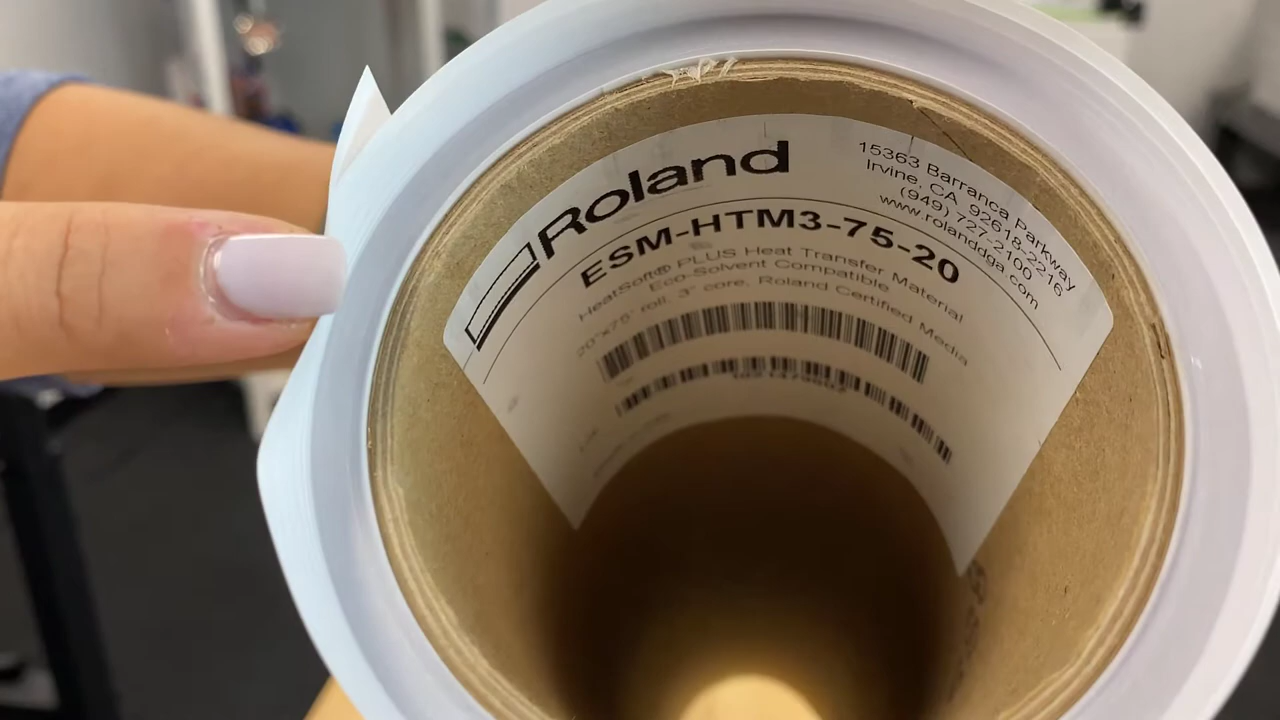 Roland
15363 Barranca Parkway
Irvine, CA 92618-2216
(949) 727-2100
www.rolanddga.com
ESM-HTM3-75-20
HeatSoft® PLUS Heat Transfer Material
Eco-Solvent Compatible
20"x75' roll, 3" core, Roland Certified Media